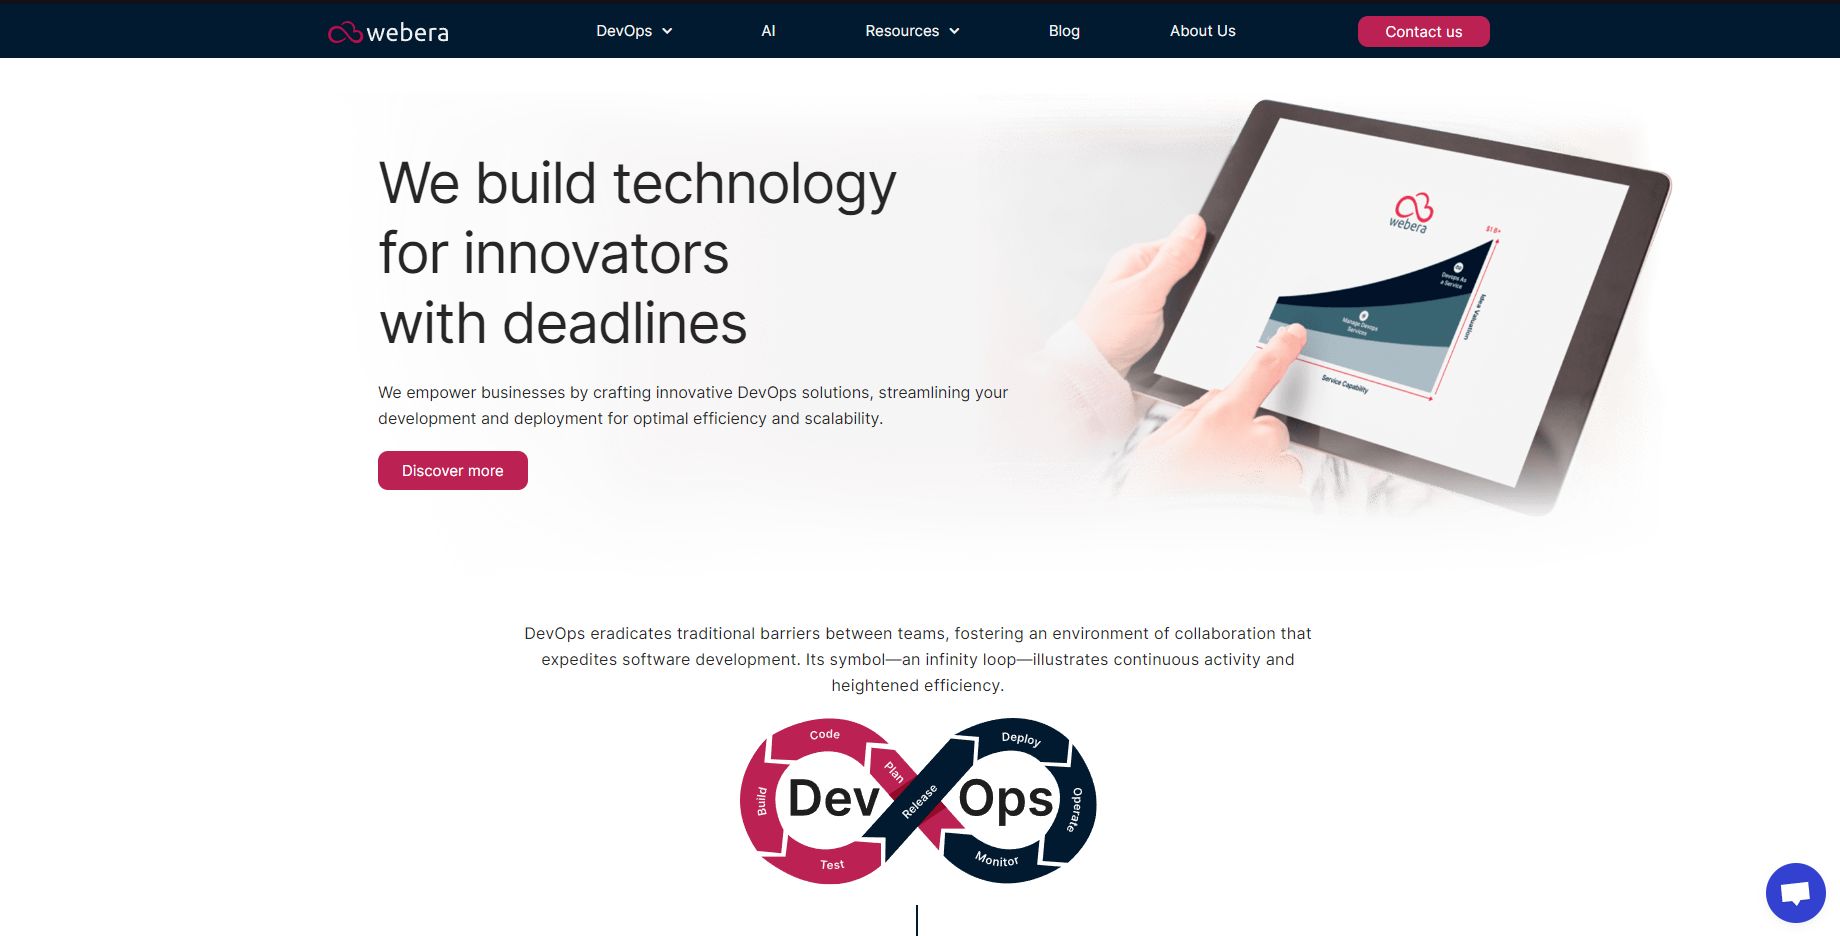 webera
DevOps
AI
Resources
Blog
About Us
Contact us
We build technology
for innovators
with deadlines
We empower businesses by crafting innovative DevOps solutions, streamlining your
development and deployment for optimal efficiency and scalability.
Discover more
webera
$1B+
Devops As
a Service
Manage Devops
Services
Idea Valuation
Service Capability
DevOps eradicates traditional barriers between teams, fostering an environment of collaboration that
expedites software development. Its symbol—an infinity loop—illustrates continuous activity and
heightened efficiency.
Code
Plan
Build
Dev
Test
Release
Deploy
Ops
Operate
Monitor